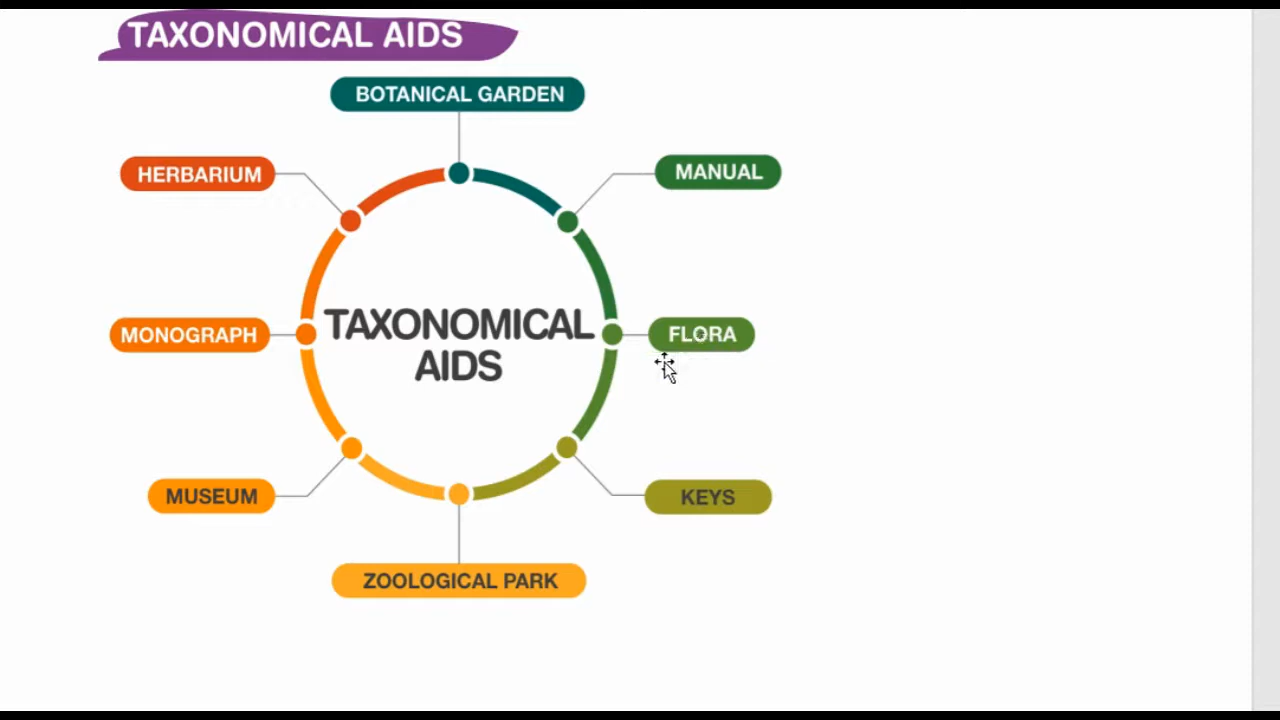 TAXONOMICAL AIDS
BOTANICAL GARDEN
HERBARIUM
MANUAL
MONOGRAPH
TAXONOMICAL
AIDS
FLORA
MUSEUM
KEYS
ZOOLOGICAL PARK